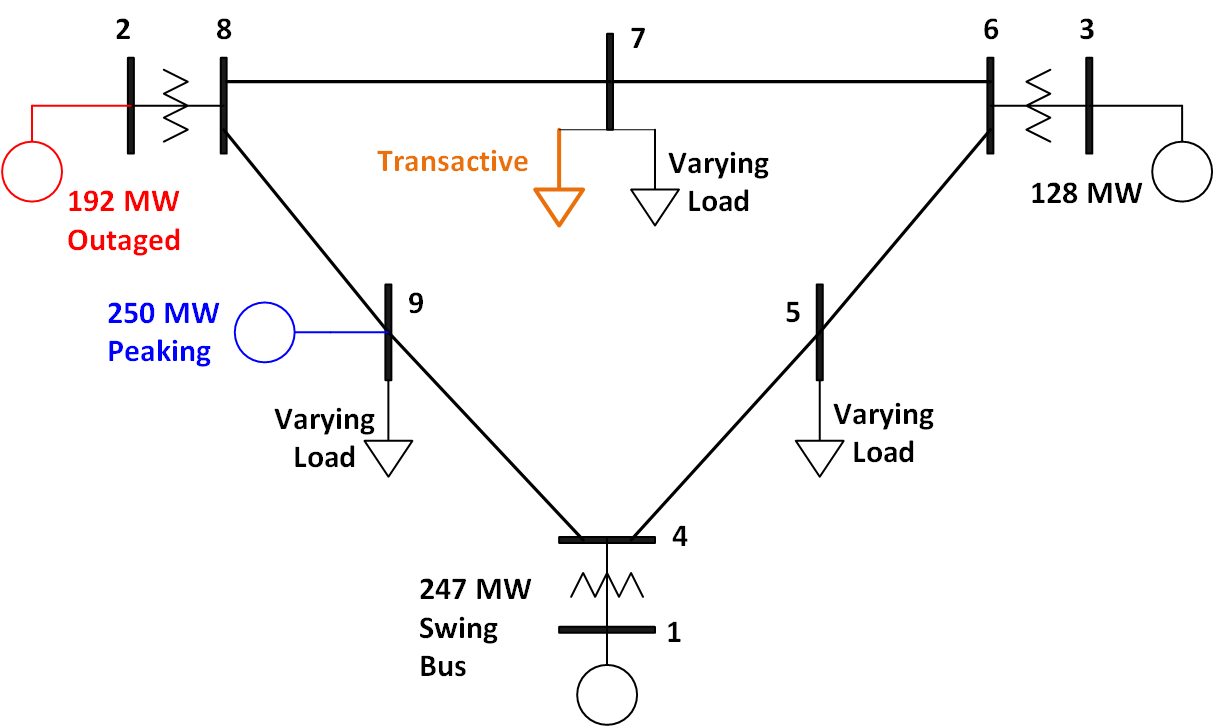 2
8
7
6
3
Transactive
Varying
Load
192 MW
Outaged
128 MW
250 MW
Peaking
9
5
Varying
Load
Varying
Load
4
247 MW
Swing
Bus
1